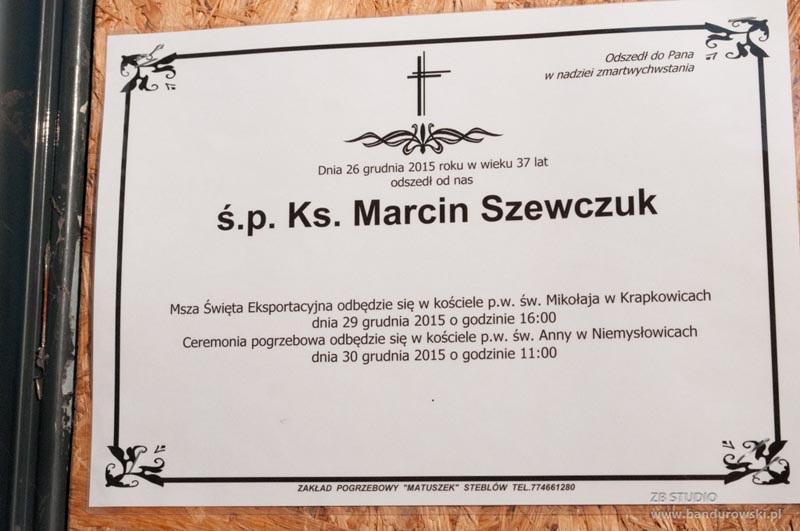 Odszedł do Pana
w nadziei zmartwychwstania
Dnia 26 grudnia 2015 roku w wieku 37 lat
odszedł od nas
ś.p. Ks. Marcin Szewczuk
Msza Święta Eksportacyjna odbędzie się w kościele p.w. św. Mikołaja w Krapkowicach
dnia 29 grudnia 2015 o godzinie 16:00
Ceremonia pogrzebowa odbędzie się w kościele p.w. św. Anny w Niemysłowicach
dnia 30 grudnia 2015 o godzinie 11:00
ZAKŁAD POGRZEBOWY "MATUSZEK" STEBLÓW TEL.774661280
ZB STUDIO
www.bandurowski.pl